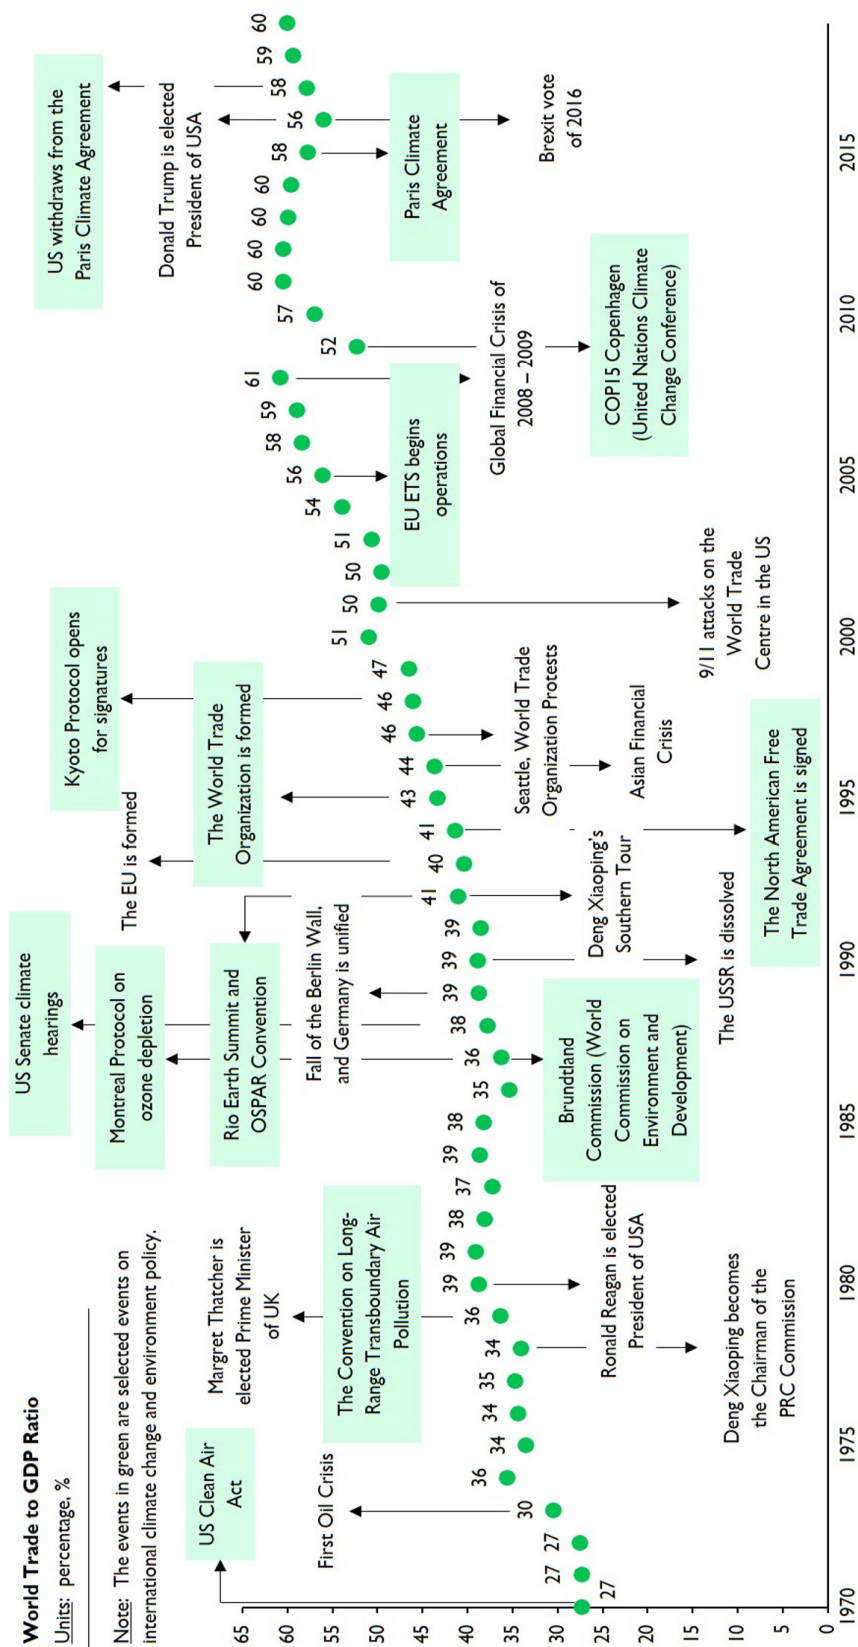 World Trade to GDP Ratio
Units: percentage, %
Note: The events in green are selected events on
international climate change and environment policy.
US Clean Air
Act
First Oil Crisis
Margret Thatcher is
elected Prime Minister
of UK
The Convention on Long-
Range Transboundary Air
Pollution
US Senate climate
hearings
Montreal Protocol on
ozone depletion
Rio Earth Summit and
OSPAR Convention
Fall of the Berlin Wall,
and Germany is unified
The EU is formed
Kyoto Protocol opens
for signatures
The World Trade
Organization is formed
US withdraws from the
Paris Climate Agreement
Donald Trump is elected
President of USA
65
60
55
50
45
40
35
30
25
20
15
10
5
0
27
27
27
30
36
34
34
35
34
36
39
39
38
37
39
38
35
36
38
39
39
39
41
40
41
43
44
46
46
47
51
50
50
51
54
56
58
59
61
52
57
60
60
60
60
58
56
58
59
60
Deng Xiaoping becomes
the Chairman of the
PRC Commission
Ronald Reagan is elected
President of USA
Brundtland
Commission (World
Commission on
Environment and
Development)
The USSR is dissolved
Deng Xiaoping's
Southern Tour
The North American Free
Trade Agreement is signed
Asian Financial
Crisis
Seattle, World Trade
Organization Protests
9/11 attacks on the
World Trade
Centre in the US
EU ETS begins
operations
Global Financial Crisis of
2008 – 2009
COP15 Copenhagen
(United Nations Climate
Change Conference)
Paris Climate
Agreement
Brexit vote
of 2016
1970
1975
1980
1985
1990
1995
2000
2005
2010
2015